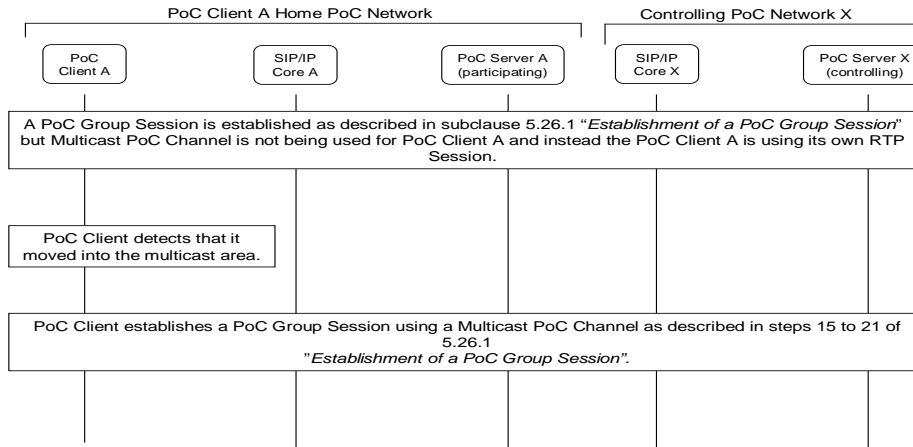 PoC Client A Home PoC Network
Controlling PoC Network X
PoC
Client A
SIP/IP
Core A
PoC Server A
(participating)
SIP/IP
Core X
PoC Server X
(controlling)
A PoC Group Session is established as described in subclause 5.26.1 “Establishment of a PoC Group Session”
but Multicast PoC Channel is not being used for PoC Client A and instead the PoC Client A is using its own RTP
Session.
PoC Client detects that it
moved into the multicast area.
PoC Client establishes a PoC Group Session using a Multicast PoC Channel as described in steps 15 to 21 of
5.26.1
”Establishment of a PoC Group Session”.